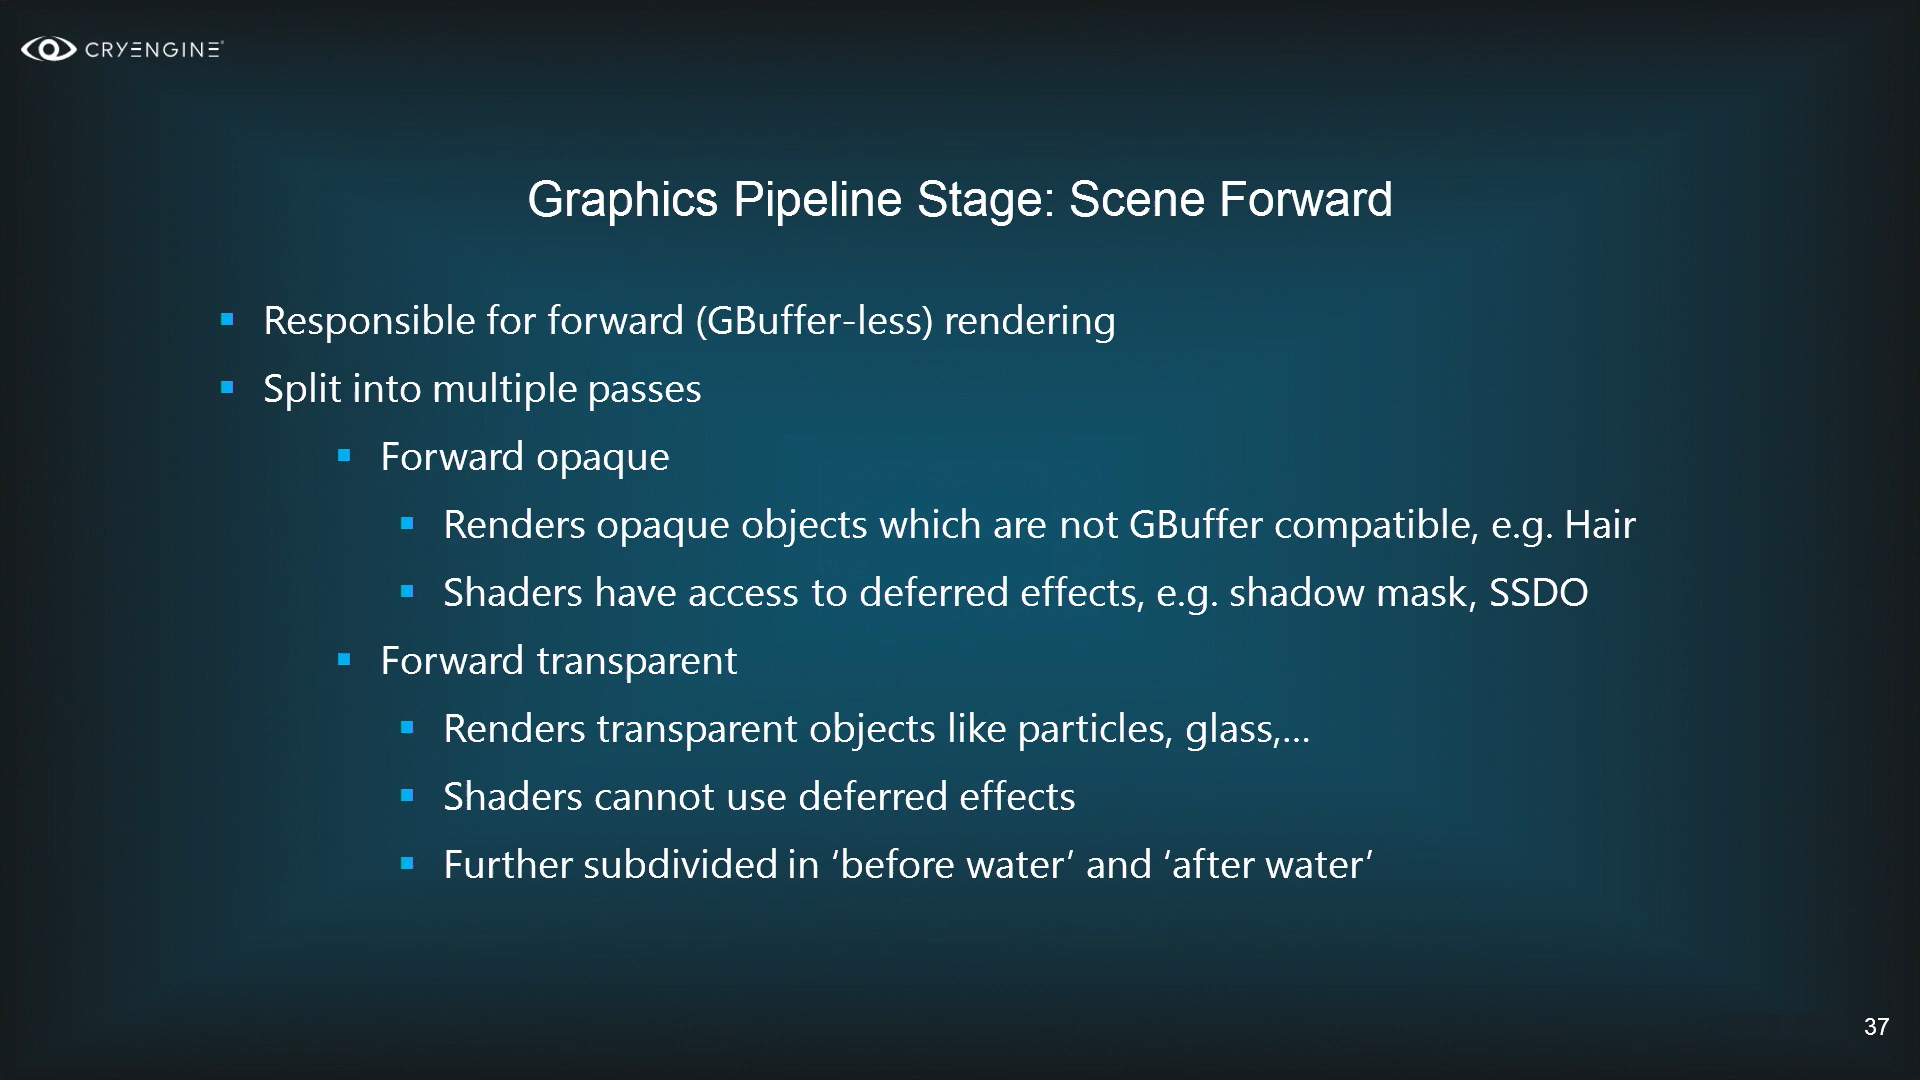 CRYENGINE
Graphics Pipeline Stage: Scene Forward
Responsible for forward (GBuffer-less) rendering
Split into multiple passes
Forward opaque
Renders opaque objects which are not GBuffer compatible, e.g. Hair
Shaders have access to deferred effects, e.g. shadow mask, SSDO
Forward transparent
Renders transparent objects like particles, glass,...
Shaders cannot use deferred effects
Further subdivided in ‘before water’ and ‘after water’
37